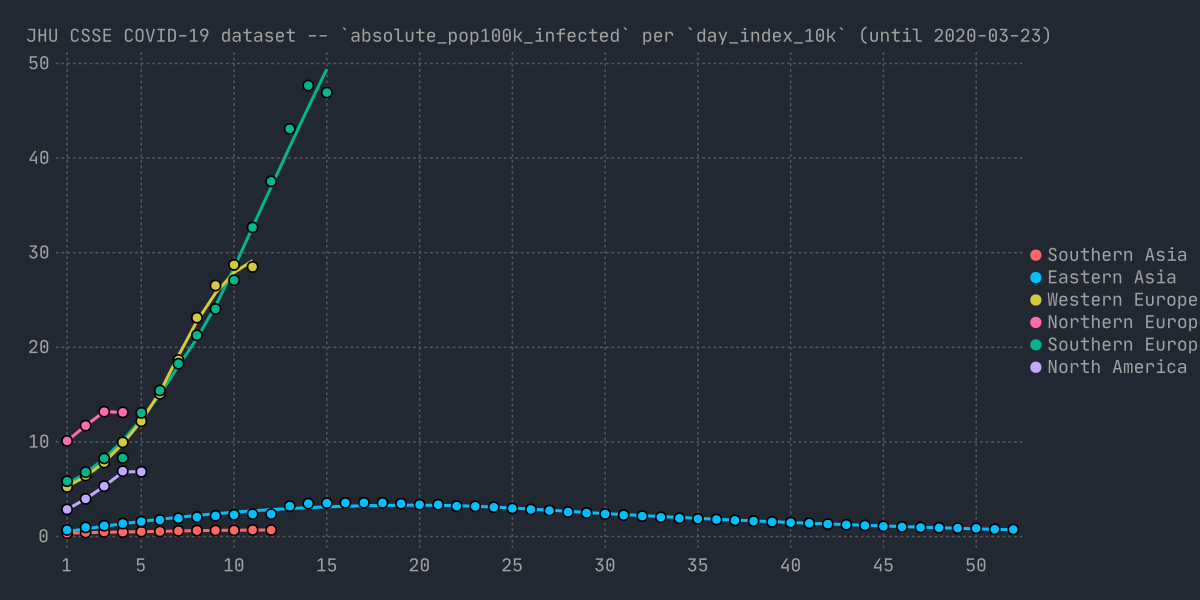 JHU CSSE COVID-19 dataset -- `absolute_pop100k_infected` per `day_index_10k` (until 2020-03-23)
50
40
30
20
10
0
1 5 10 15 20 25 30 35 40 45 50
Southern Asia
Eastern Asia
Western Europe
Northern Europ
Southern Europ
North America